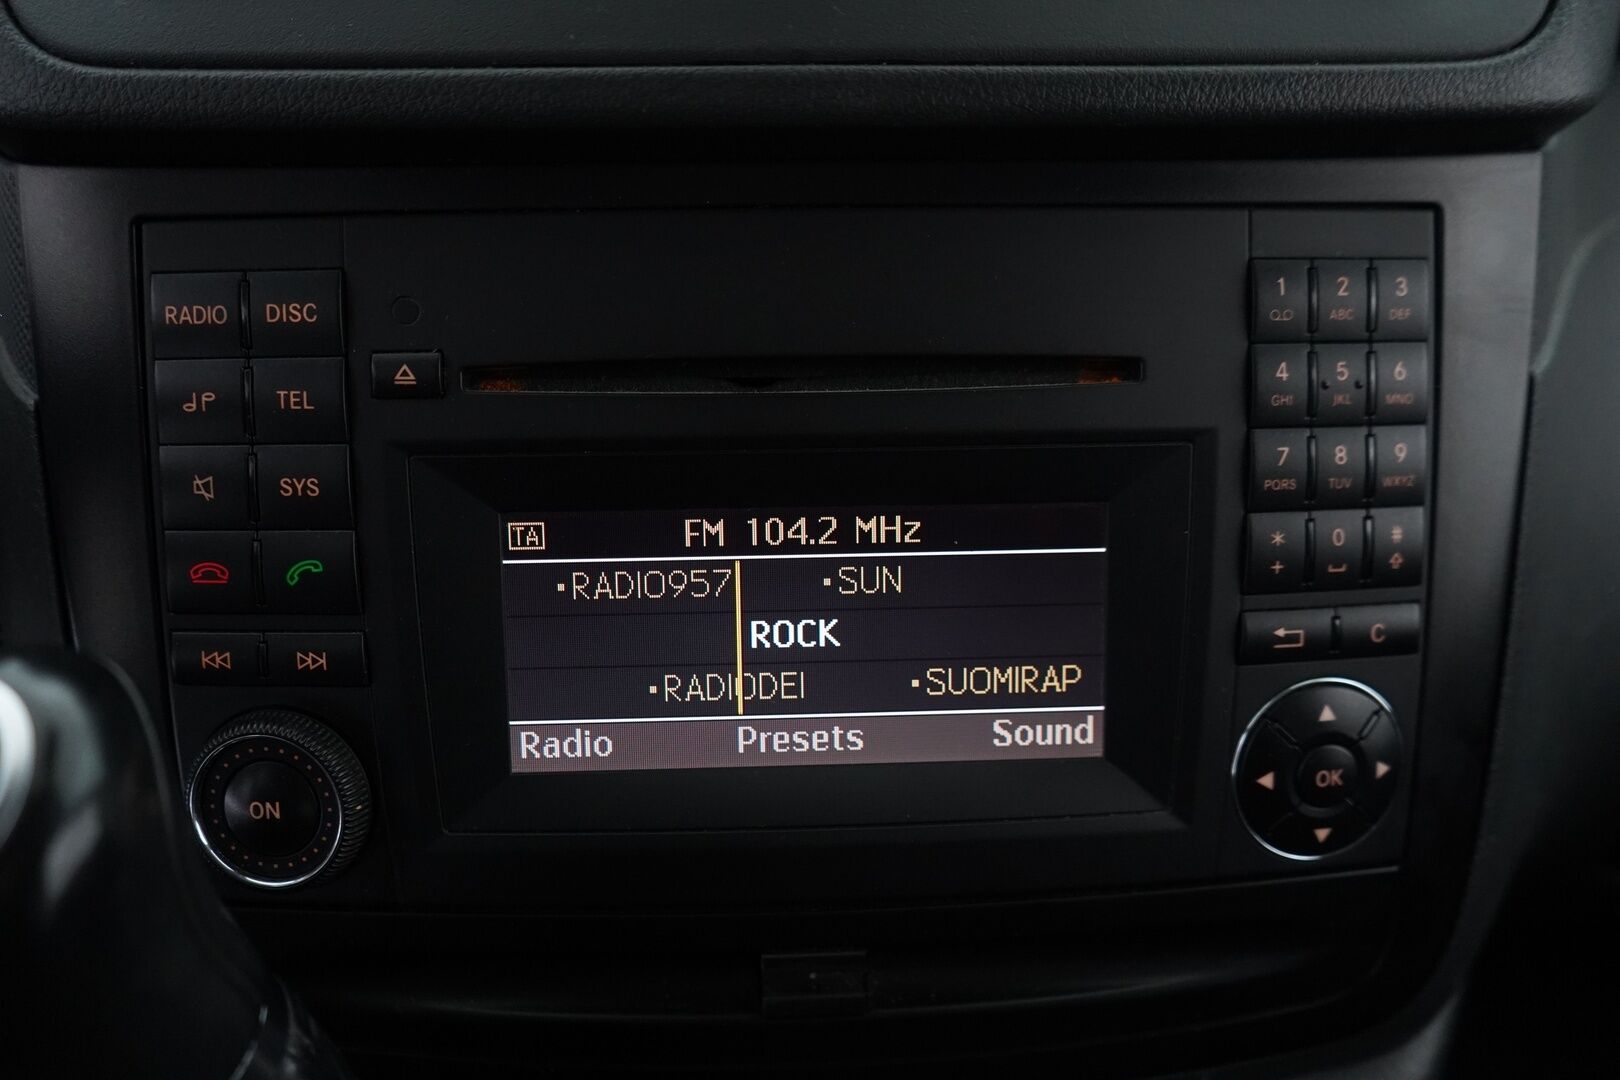 RADIO DISC
TEL
SYS
ON
TA FM 104.2 MHz
•RADIO957 •SUN
ROCK
•RADIODEI •SUOMIRAP
Radio Presets Sound
1 2 3
ABC DEF
4 5 6
GHI JKL MNO
7 8 9
PQRS TUV WXYZ
* 0 #
+
C
OK